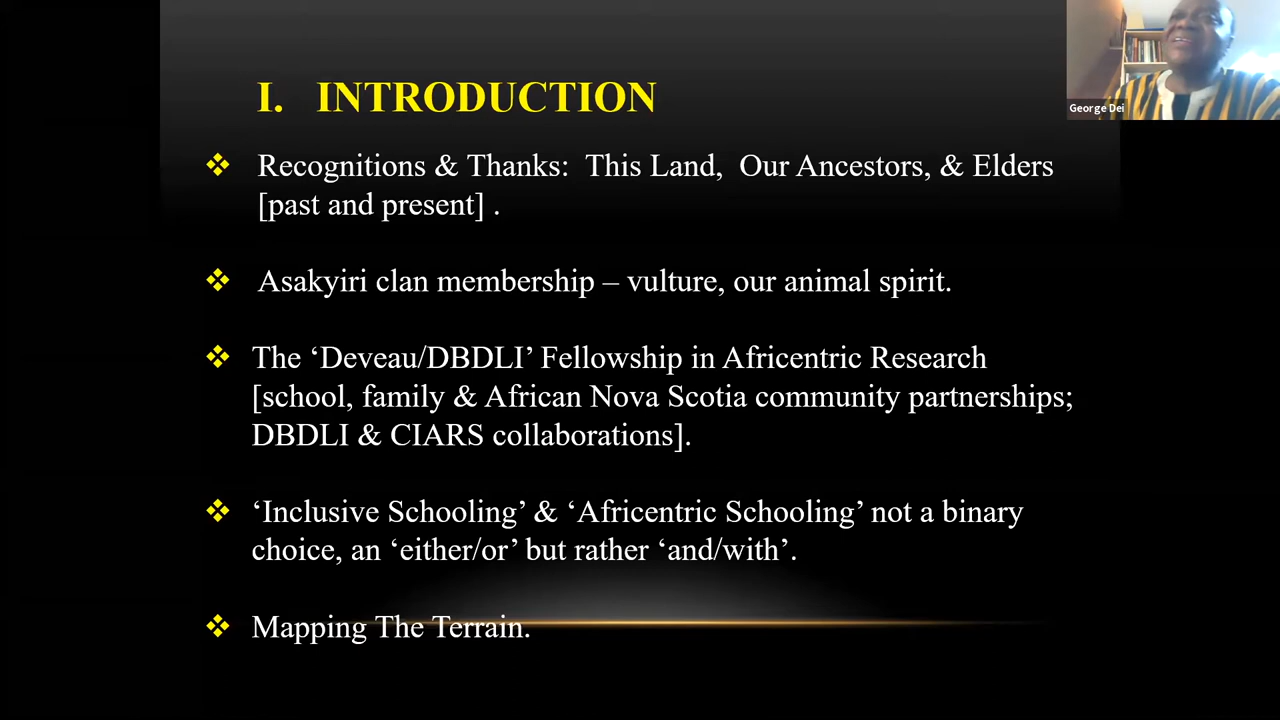 I. INTRODUCTION
George Dei
❖ Recognitions & Thanks: This Land, Our Ancestors, & Elders
[past and present] .
❖ Asakyiri clan membership – vulture, our animal spirit.
❖ The ‘Deveau/DBDLI’ Fellowship in Africentric Research
[school, family & African Nova Scotia community partnerships;
DBDLI & CIARS collaborations].
❖ ‘Inclusive Schooling’ & ‘Africentric Schooling’ not a binary
choice, an ‘either/or’ but rather ‘and/with’.
❖ Mapping The Terrain.